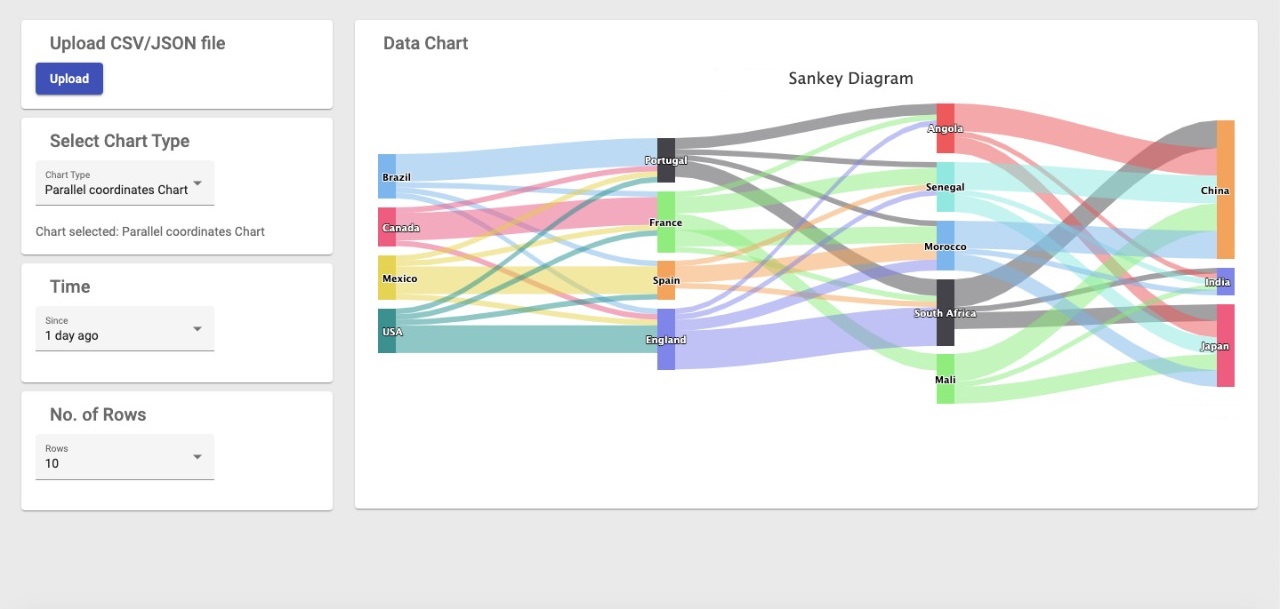 Upload CSV/JSON file
Upload
Select Chart Type
Chart Type
Parallel coordinates Chart
Chart selected: Parallel coordinates Chart
Time
Since
1 day ago
No. of Rows
Rows
10
Data Chart
Sankey Diagram
Brazil
Canada
Mexico
USA
Portugal
France
Spain
England
Angola
Senegal
Morocco
South Africa
Mali
China
India
Japan